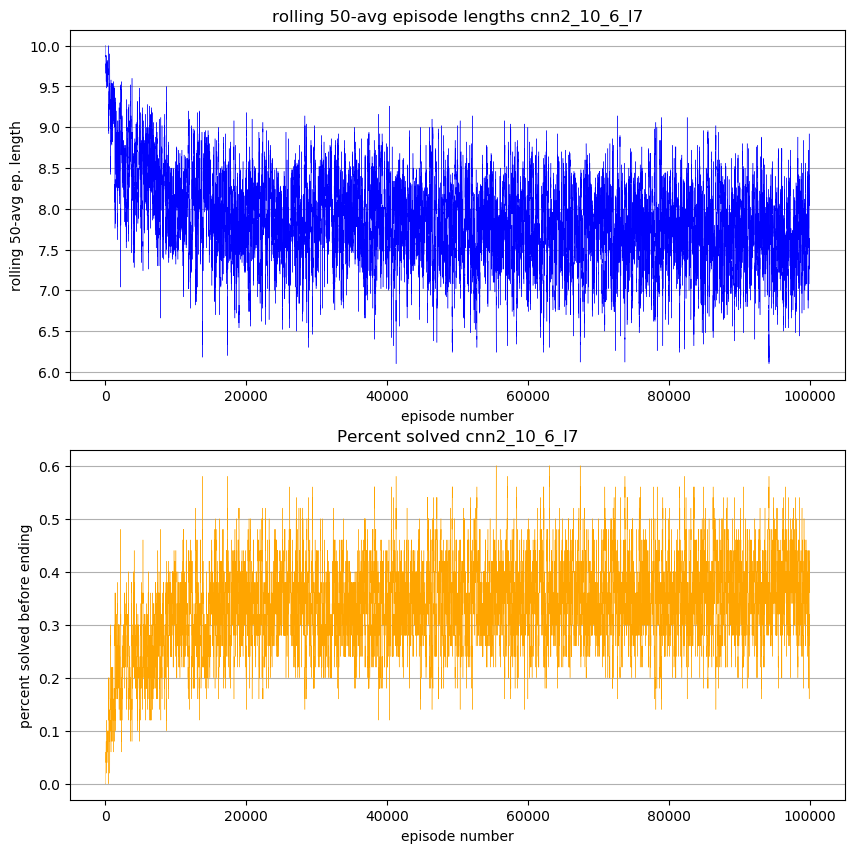 rolling 50-avg episode lengths cnn2_10_6_l7
rolling 50-avg ep. length
10.0
9.5
9.0
8.5
8.0
7.5
7.0
6.5
6.0
0 20000 40000 60000 80000 100000
episode number
Percent solved cnn2_10_6_l7
percent solved before ending
0.6
0.5
0.4
0.3
0.2
0.1
0.0
0 20000 40000 60000 80000 100000
episode number